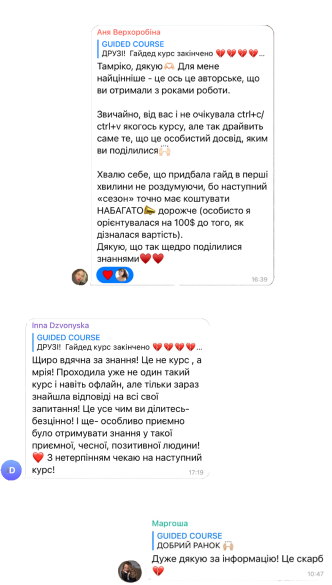 Аня Верхоробіна
GUIDED COURSE
ДРУЗІ! Гайдед курс закінчено 💔💔💔💔...
Тамріко, дякую🫶🏻 Для мене
найцінніше - це ось це авторське, що
ви отримали з роками роботи.
Звичайно, від вас і не очікувала ctrl+c/
ctrl+v якогось курсу, але так драйвить
саме те, що це особистий досвід, яким
ви поділилися🙌🏻
Хвалю себе, що придбала гайд в перші
хвилини не роздумуючи, бо наступний
«сезон» точно має коштувати
НАБАГАТО дорожче (особисто я
орієнтувалася на 100$ до того, як
дізналася вартість).
Дякую, що так щедро поділилися
знаннями❤️❤️
16:39
Inna Dzvonyska
GUIDED COURSE
ДРУЗІ! Гайдед курс закінчено 💔💔💔💔...
Щиро вдячна за знання! Це не курс , а
мрія! Проходила уже не один такий
курс і навіть офлайн, але тільки зараз
знайшла відповіді на всі свої
запитання! Це усе чим ви ділитесь-
безцінно! І ще- особливо приємно
було отримувати знання у такої
приємної, чесної, позитивної людини!
❤️ З нетерпінням чекаю на наступний
курс!
17:19
D
Маргоша
GUIDED COURSE
ДОБРИЙ РАНОК 🙌🏻
Дуже дякую за інформацію! Це скарб
💔
10:47